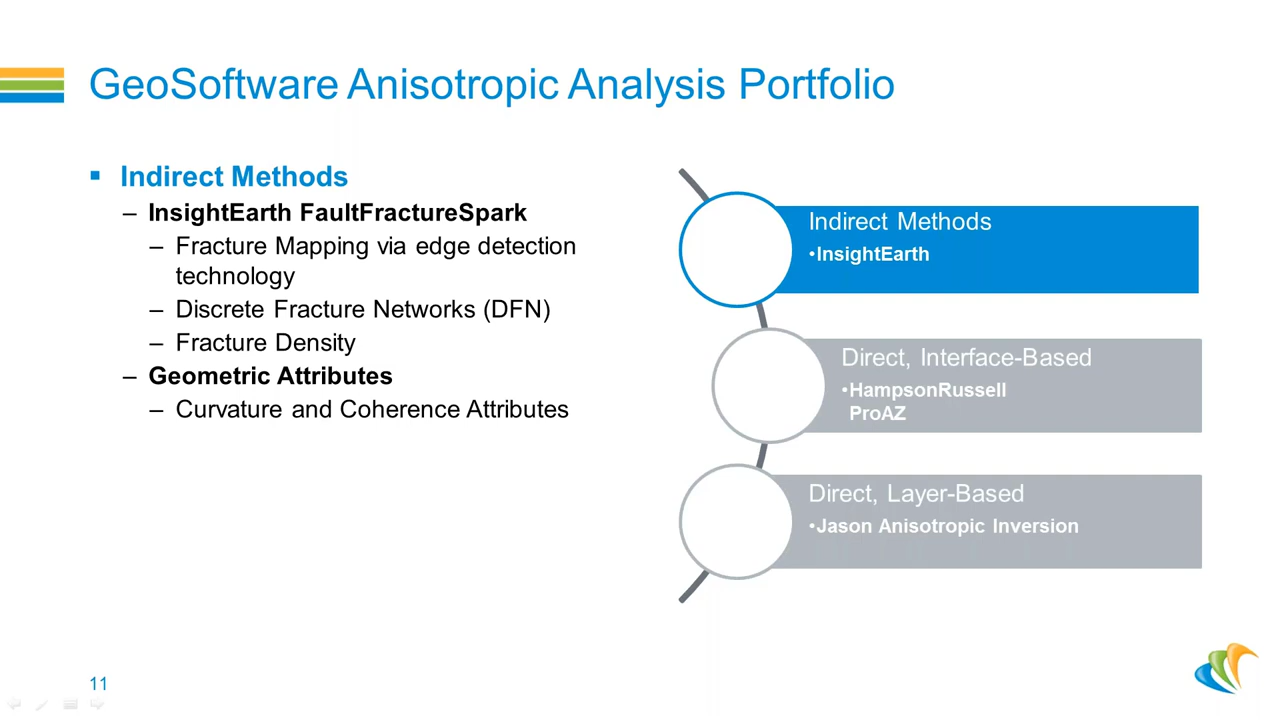 GeoSoftware Anisotropic Analysis Portfolio
▪ Indirect Methods
– InsightEarth FaultFractureSpark
– Fracture Mapping via edge detection
technology
– Discrete Fracture Networks (DFN)
– Fracture Density
– Geometric Attributes
– Curvature and Coherence Attributes
Indirect Methods
•InsightEarth
Direct, Interface-Based
•HampsonRussell
ProAZ
Direct, Layer-Based
•Jason Anisotropic Inversion
11